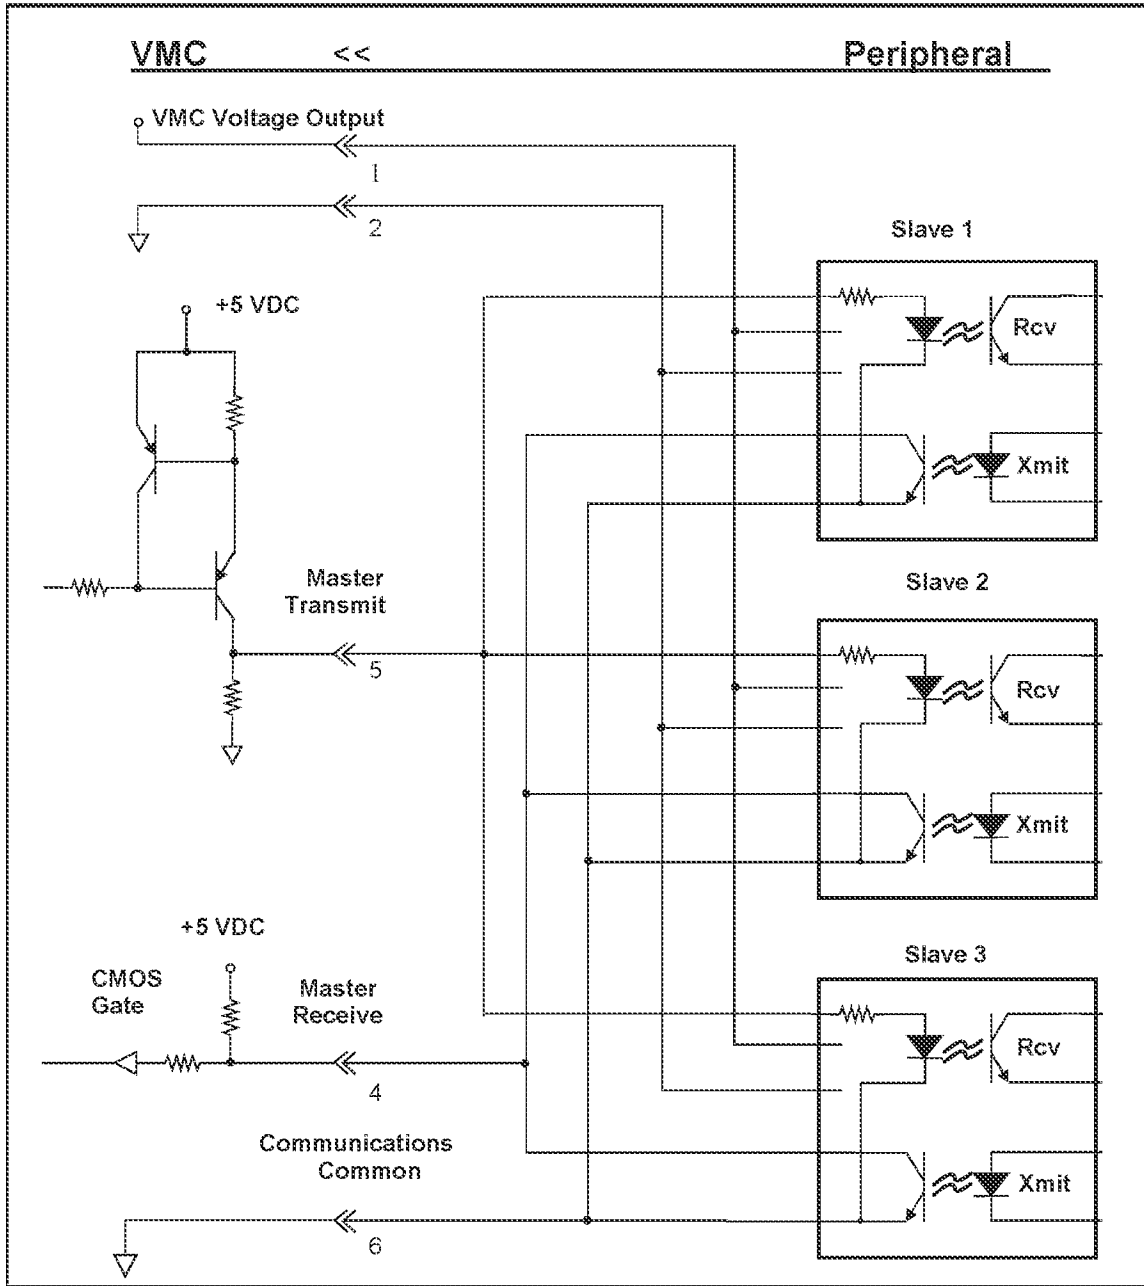 VMC << Peripheral
VMC Voltage Output
1
2
Slave 1
+5 VDC
Rcv
Xmit
Master
Transmit
5
Slave 2
Rcv
Xmit
+5 VDC
CMOS
Gate
Master
Receive
4
Slave 3
Rcv
Communications
Common
6
Xmit